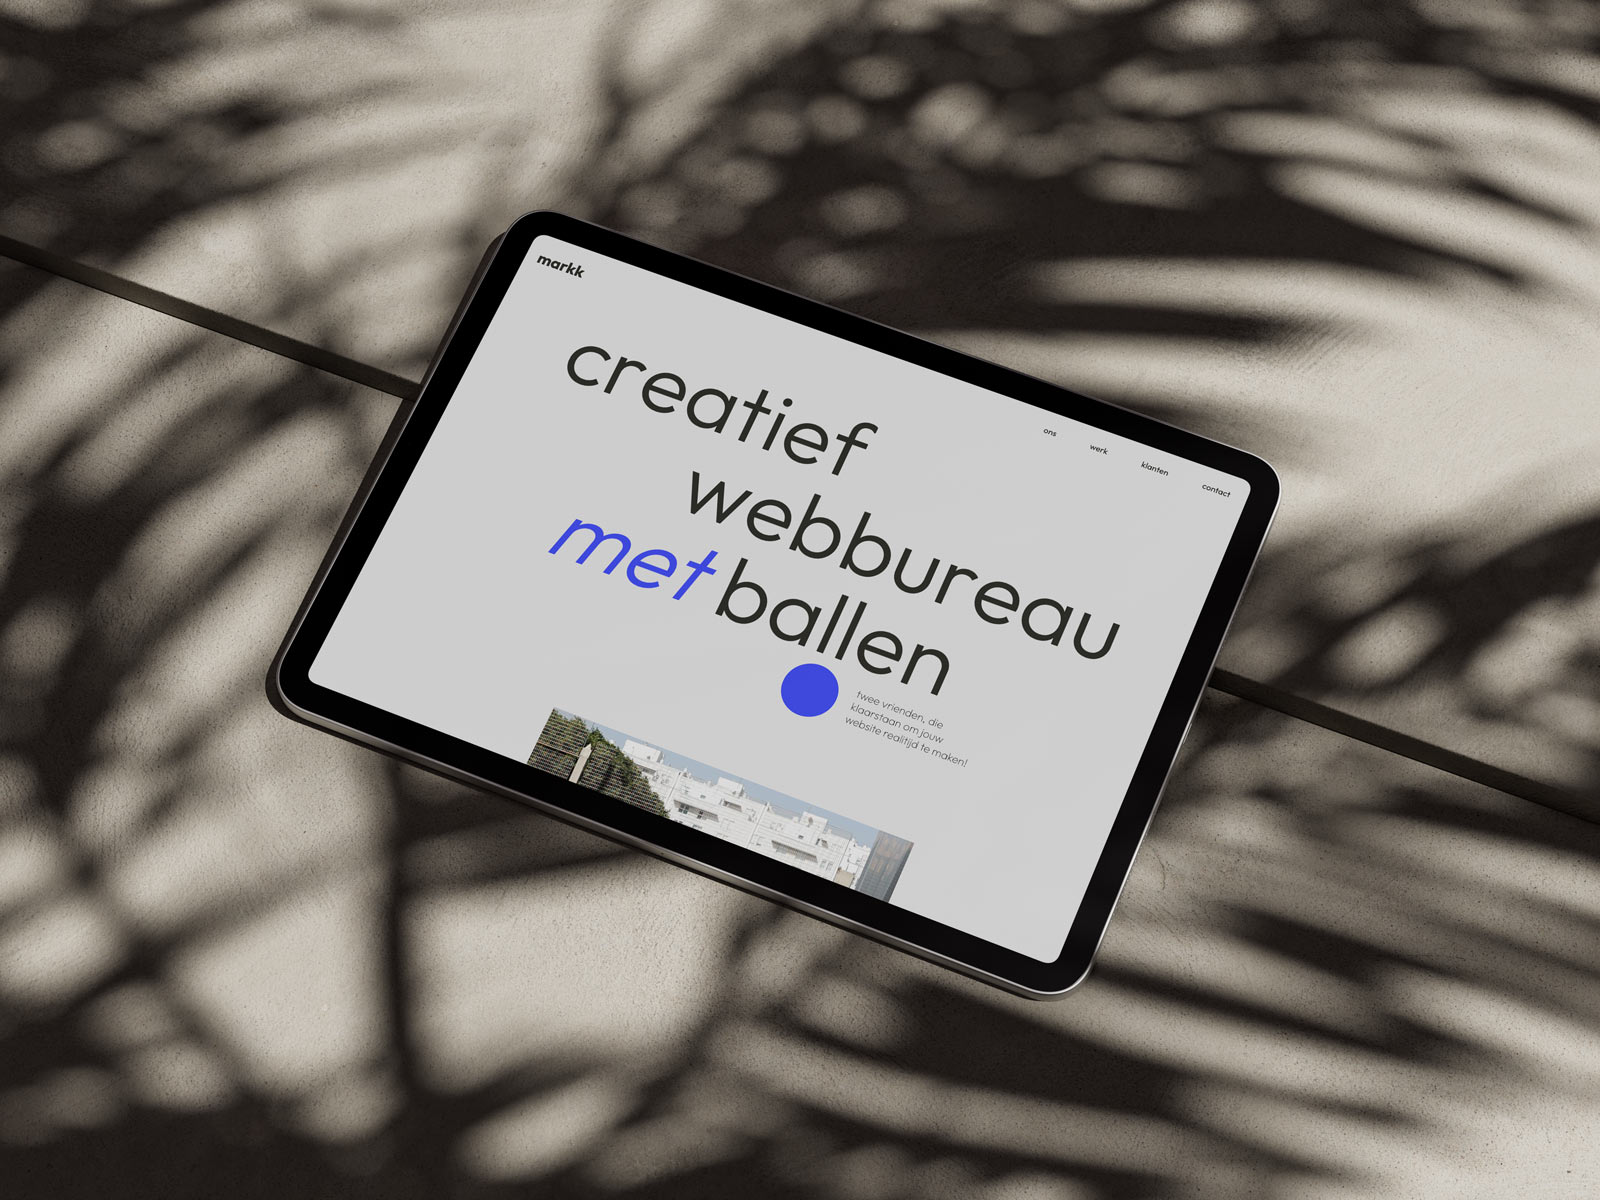 markk
ons
werk
klanten
contact
creatief
webbureau
met ballen
twee vrienden, die
klaarstaan om jouw
website realitijd te maken!